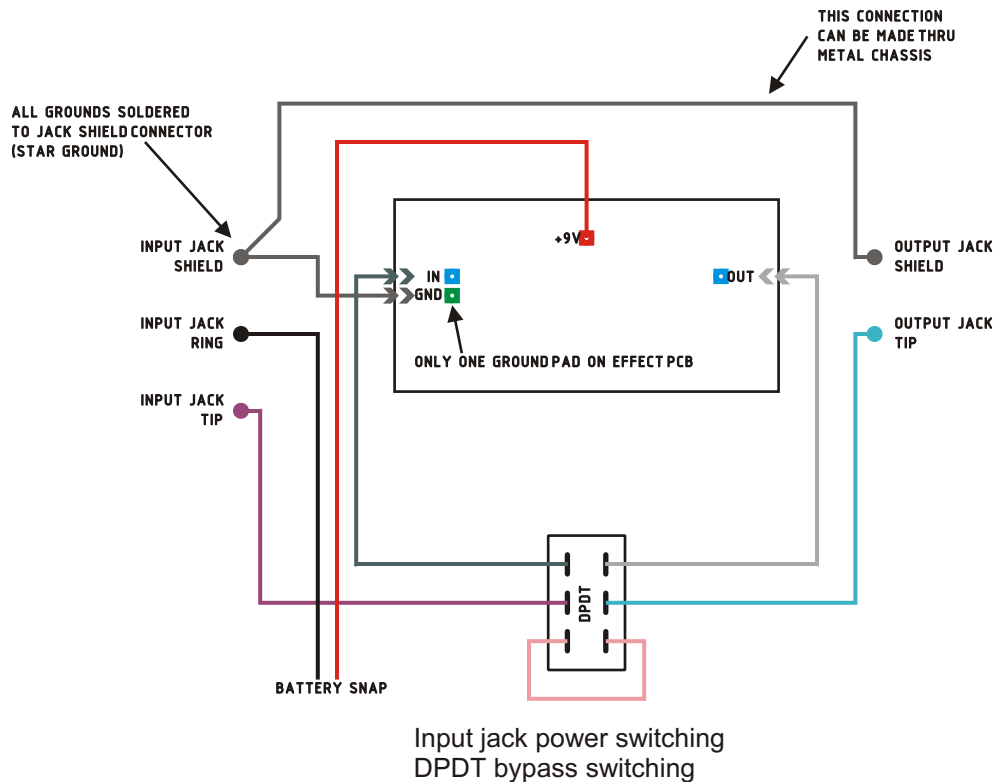 THIS CONNECTION
CAN BE MADE THRU
METAL CHASSIS
ALL GROUNDS SOLDERED
TO JACK SHIELD CONNECTOR
(STAR GROUND)
+9V
INPUT JACK
SHIELD
OUTPUT JACK
SHIELD
IN
OUT
GND
INPUT JACK
RING
OUTPUT JACK
TIP
ONLY ONE GROUND PAD ON EFFECT PCB
INPUT JACK
TIP
DPDT
BATTERY SNAP
Input jack power switching
DPDT bypass switching